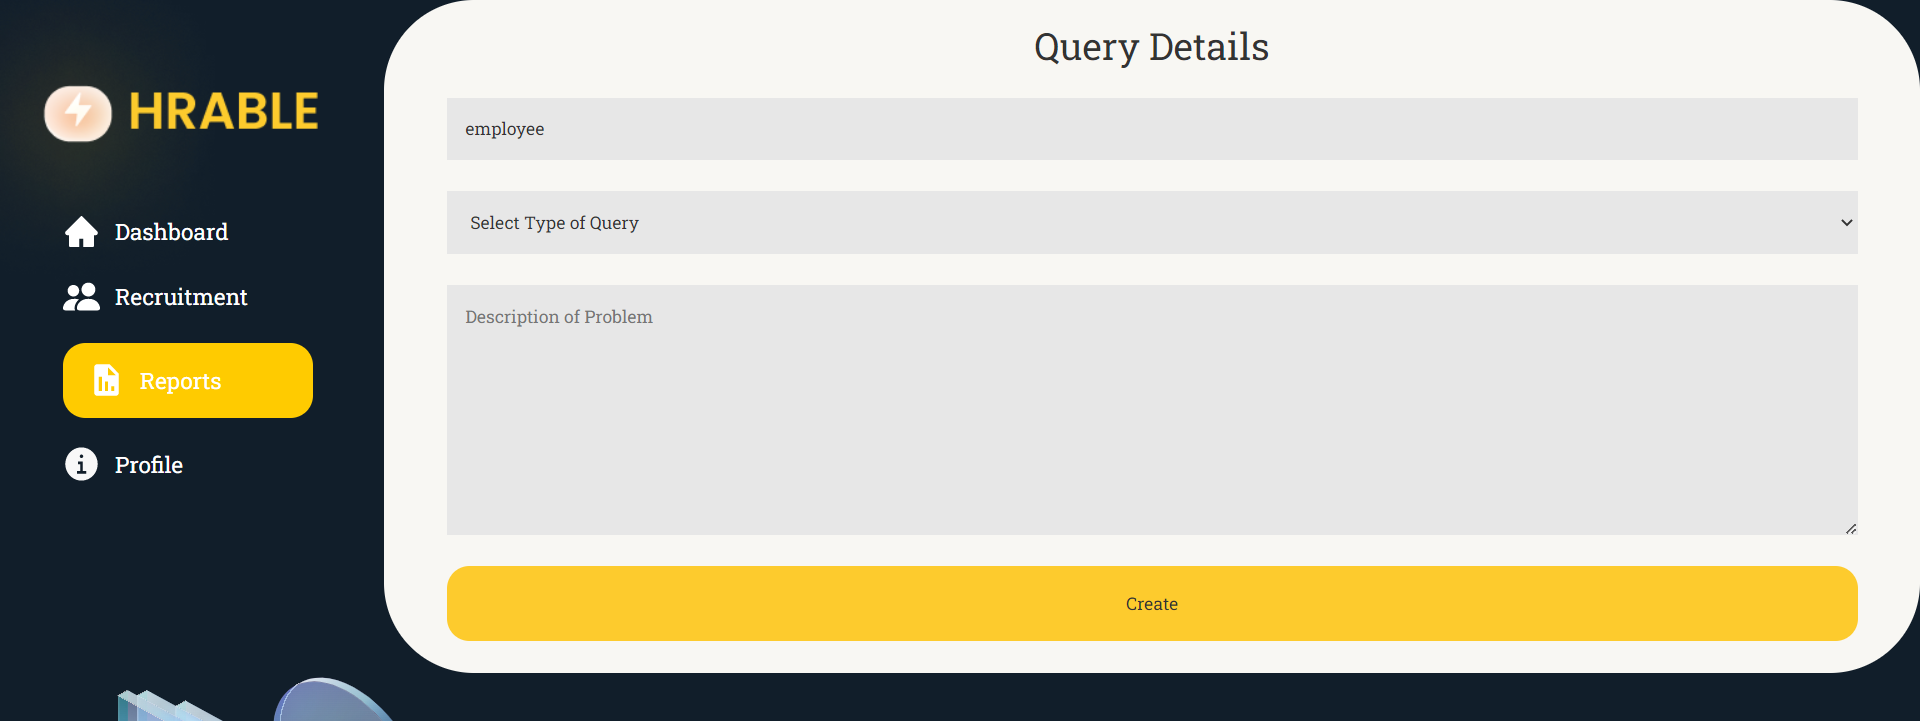 HRABLE
Dashboard
Recruitment
Reports
Profile
Query Details
employee
Select Type of Query
Description of Problem
Create